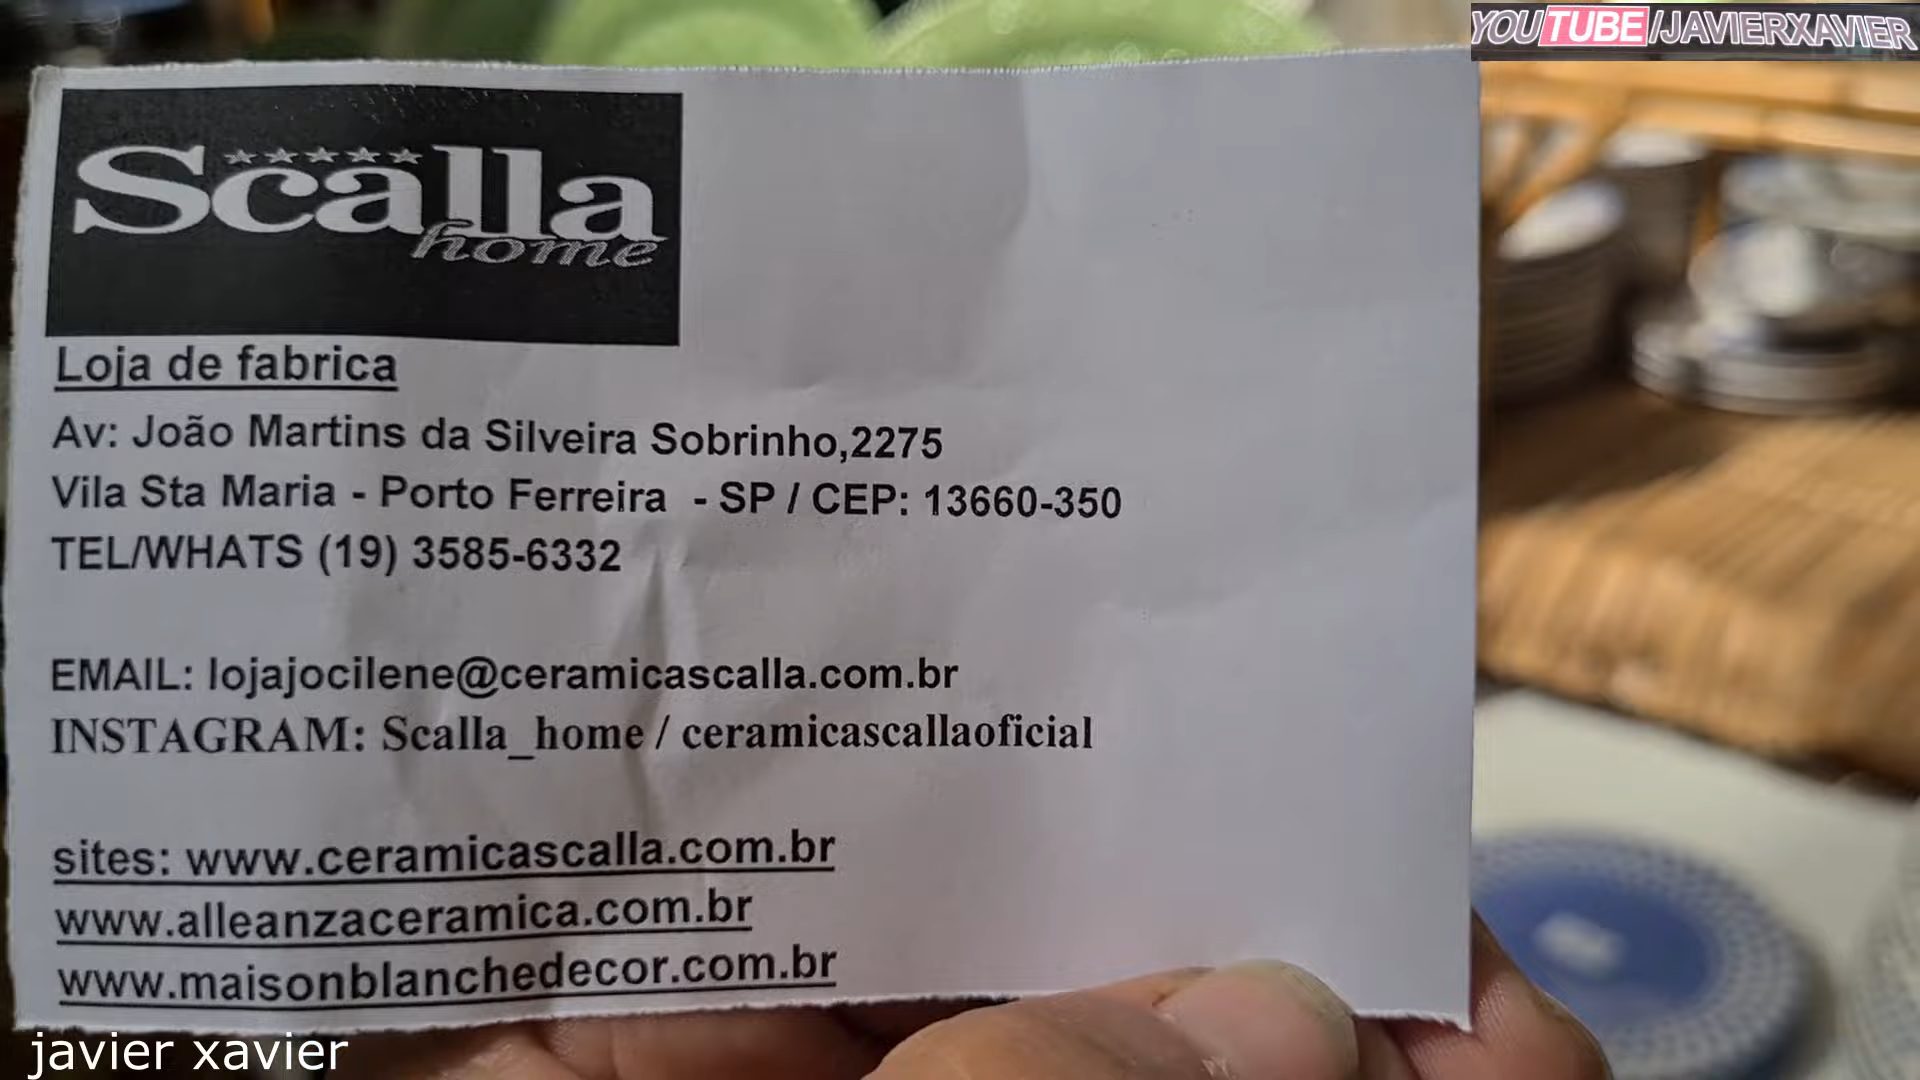 YOUTUBE/JAVIERXAVIER
Scalla
home
Loja de fabrica
Av: João Martins da Silveira Sobrinho,2275
Vila Sta Maria - Porto Ferreira - SP / CEP: 13660-350
TEL/WHATS (19) 3585-6332
EMAIL: lojajocilene@ceramicascalla.com.br
INSTAGRAM: Scalla_home / ceramicascallaoficial
sites: www.ceramicascalla.com.br
www.alleanzaceramica.com.br
www.maisonblanchedecor.com.br
javier xavier